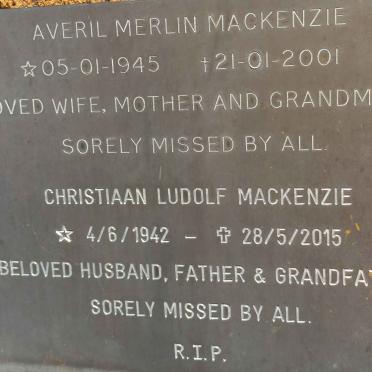 AVERIL MERLIN MACKENZIE
☆05-01-1945 †21-01-2001
OVED WIFE, MOTHER AND GRANDM
SORELY MISSED BY ALL.
CHRISTIAAN LUDOLF MACKENZIE
☆ 4/6/1942 – ✞ 28/5/2015
BELOVED HUSBAND, FATHER & GRANDFA
SORELY MISSED BY ALL.
R.I.P.